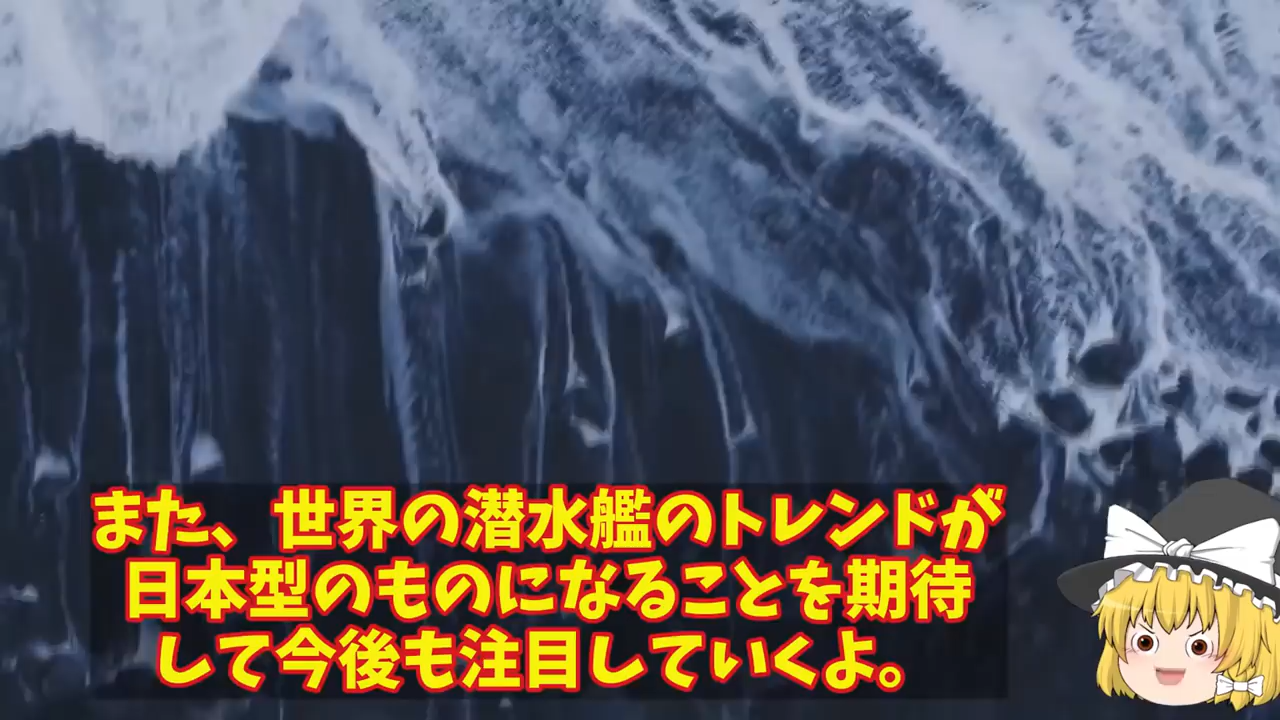 また、世界の潜水艦のトレンドが
日本型のものになることを期待
して今後も注目していくよ。